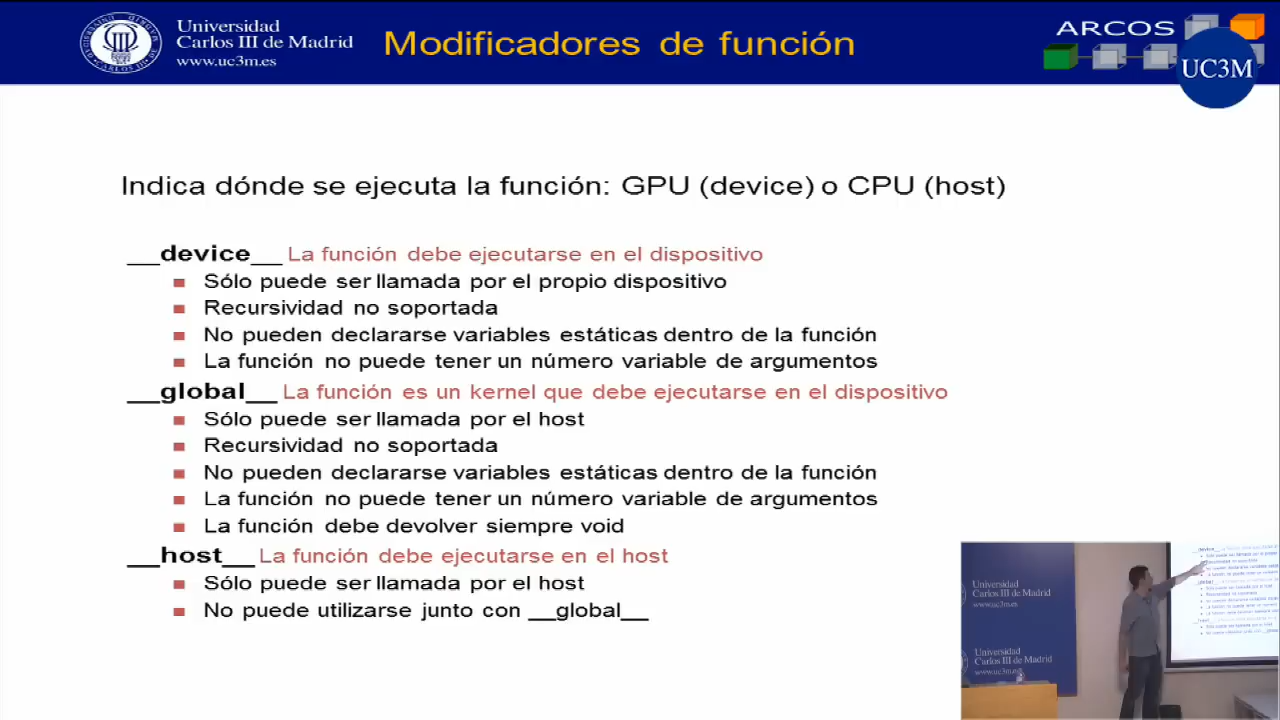 Universidad
Carlos III de Madrid
www.uc3m.es
Modificadores de función
ARCOS
UC3M
Indica dónde se ejecuta la función: GPU (device) o CPU (host)
__device__ La función debe ejecutarse en el dispositivo
Sólo puede ser llamada por el propio dispositivo
Recursividad no soportada
No pueden declararse variables estáticas dentro de la función
La función no puede tener un número variable de argumentos
__global__ La función es un kernel que debe ejecutarse en el dispositivo
Sólo puede ser llamada por el host
Recursividad no soportada
No pueden declararse variables estáticas dentro de la función
La función no puede tener un número variable de argumentos
La función debe devolver siempre void
__host__ La función debe ejecutarse en el host
Sólo puede ser llamada por el host
No puede utilizarse junto con __global__
Universidad
Carlos III de Madrid
www.uc3m.es
Universidad
Carlos III de Madrid
www.uc3m.es